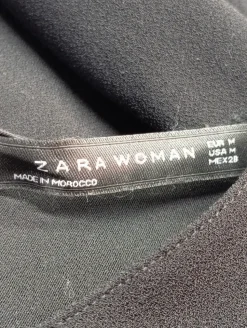 ZARA WOMAN
MADE IN MOROCCO
EUR M
USA M
MEX 28